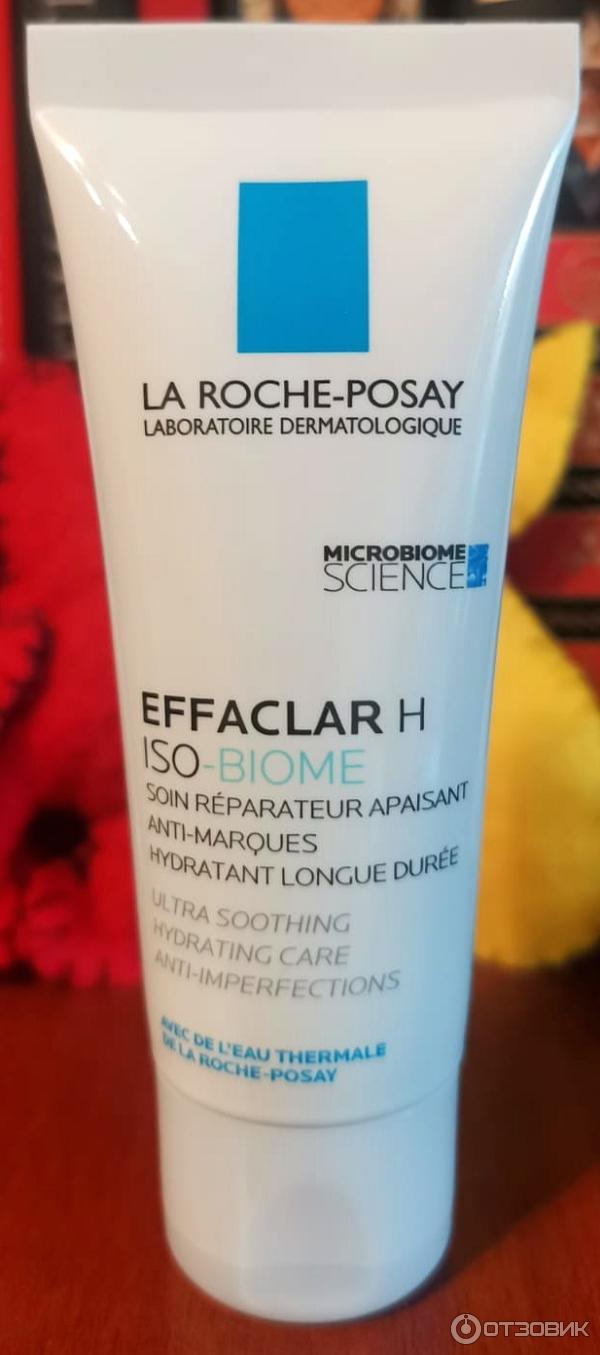 LA ROCHE-POSAY
LABORATOIRE DERMATOLOGIQUE
MICROBIOME
SCIENCE
EFFACLAR H
ISO-BIOME
SOIN RÉPARATEUR APAISANT
ANTI-MARQUES
HYDRATANT LONGUE DURÉE
ULTRA SOOTHING
HYDRATING CARE
ANTI-IMPERFECTIONS
AVEC DE L'EAU THERMALE
DE LA ROCHE-POSAY
ОТЗОВИК